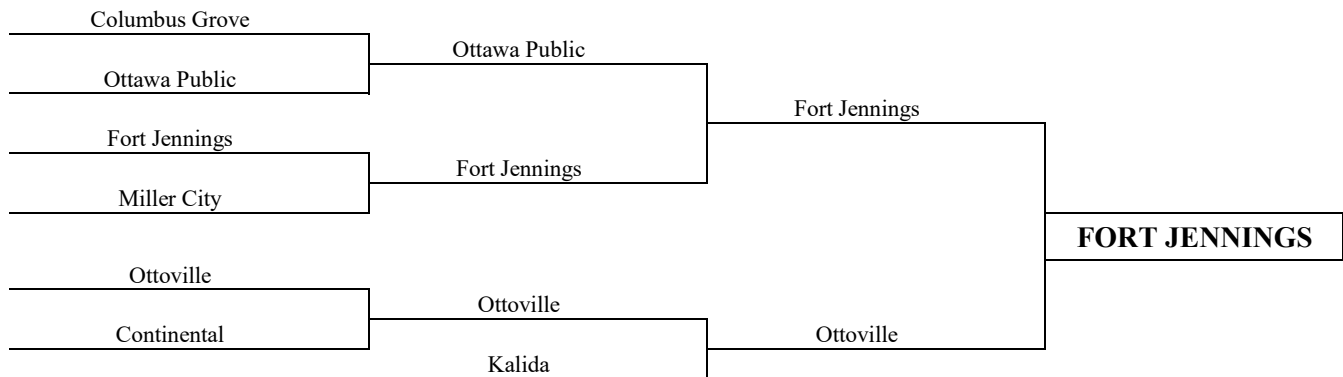 Columbus Grove
Ottawa Public
Ottawa Public
Fort Jennings
Fort Jennings
Fort Jennings
Miller City
FORT JENNINGS
Ottoville
Ottoville
Continental
Ottoville
Kalida